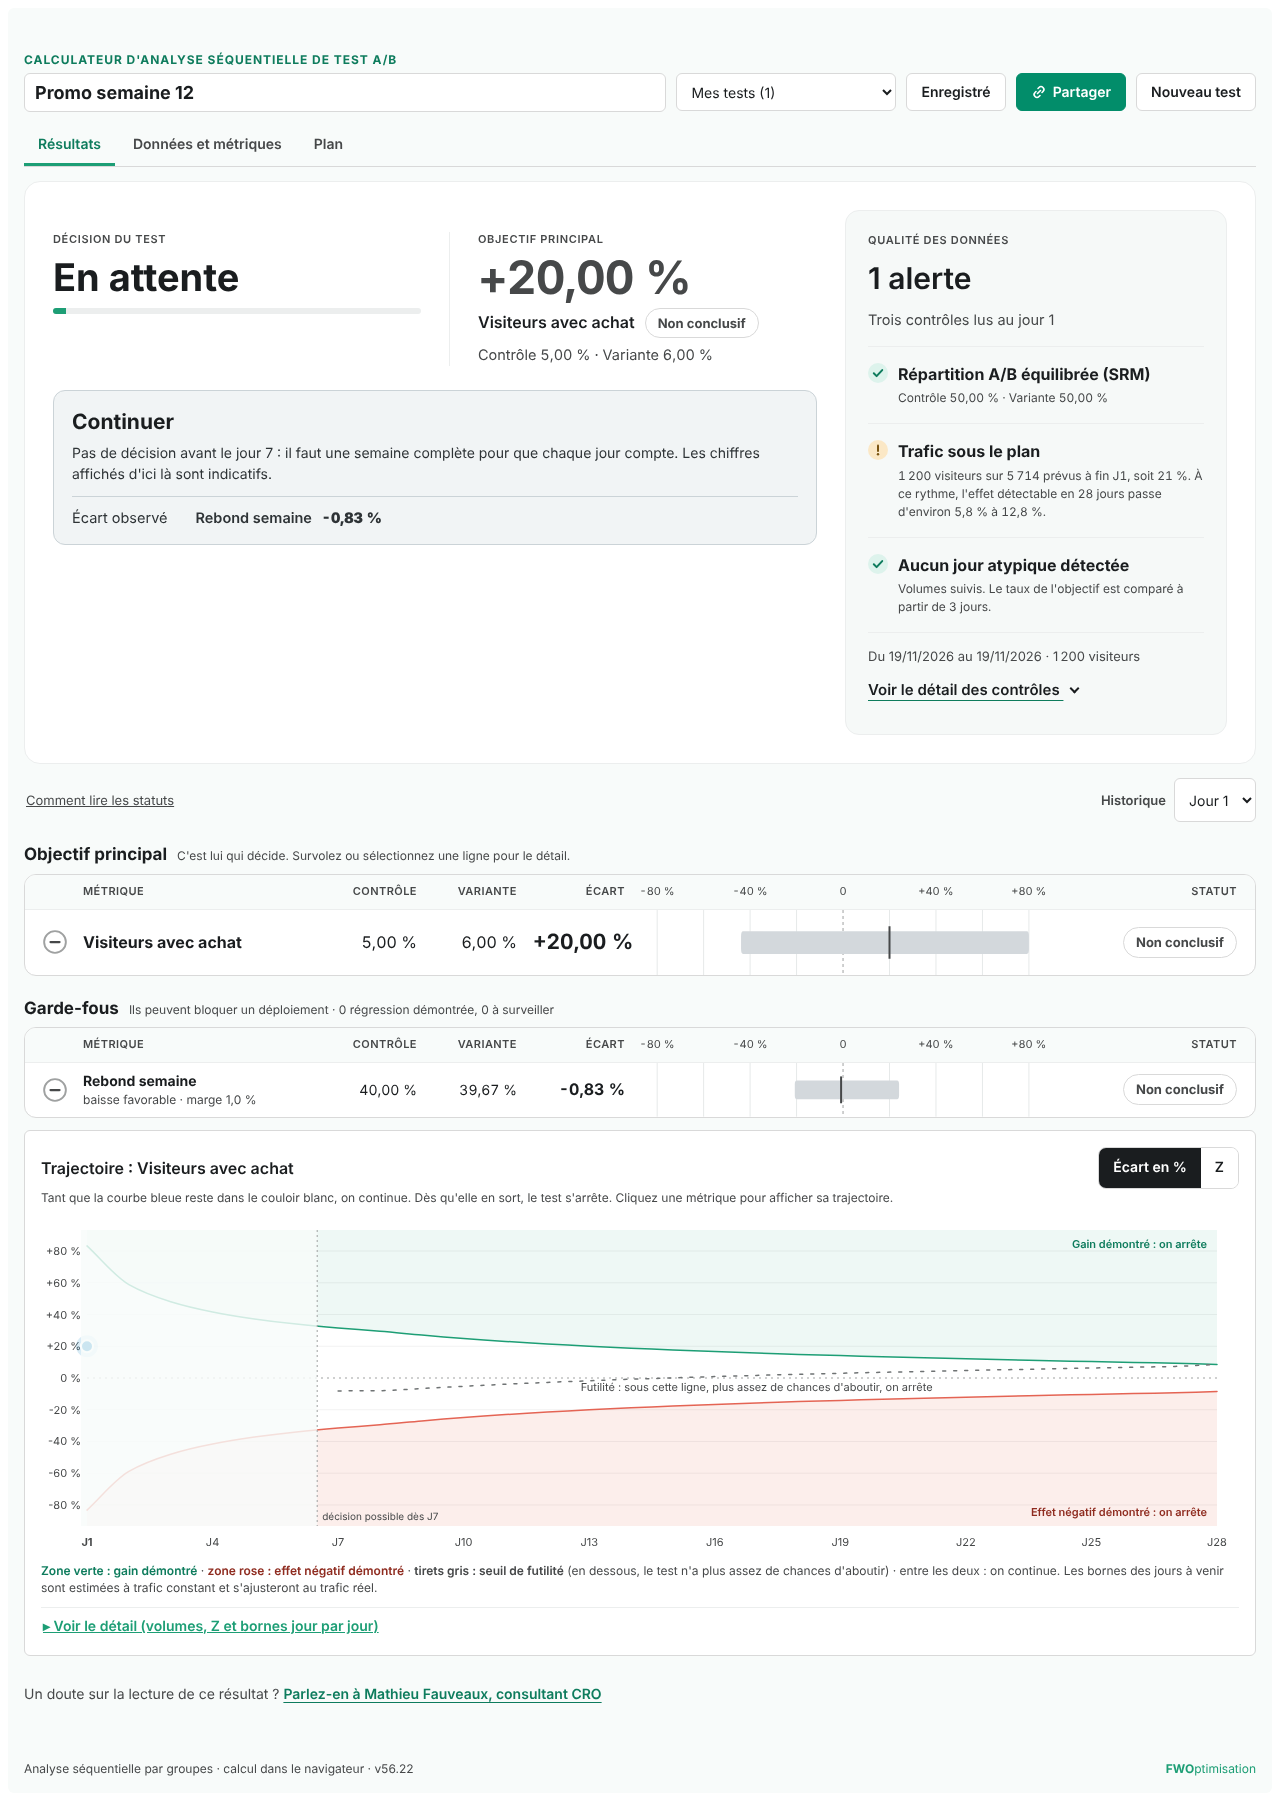 CALCULATEUR D'ANALYSE SÉQUENTIELLE DE TEST A/B
Promo semaine 12
Mes tests (1)
Enregistré
Partager
Nouveau test
Résultats
Données et métriques
Plan
DÉCISION DU TEST
En attente
OBJECTIF PRINCIPAL
+20,00 %
Visiteurs avec achat
Non conclusif
Contrôle 5,00 % · Variante 6,00 %
Continuer
Pas de décision avant le jour 7 : il faut une semaine complète pour que chaque jour compte. Les chiffres
affichés d'ici là sont indicatifs.
Écart observé
Rebond semaine -0,83 %
QUALITÉ DES DONNÉES
1 alerte
Trois contrôles lus au jour 1
Répartition A/B équilibrée (SRM)
Contrôle 50,00 % · Variante 50,00 %
Trafic sous le plan
1 200 visiteurs sur 5 714 prévus à fin J1, soit 21 %. À
ce rythme, l'effet détectable en 28 jours passe
d'environ 5,8 % à 12,8 %.
Aucun jour atypique détectée
Volumes suivis. Le taux de l'objectif est comparé à
partir de 3 jours.
Du 19/11/2026 au 19/11/2026 · 1 200 visiteurs
Voir le détail des contrôles
Comment lire les statuts
Historique
Jour 1
Objectif principal C'est lui qui décide. Survolez ou sélectionnez une ligne pour le détail.
MÉTRIQUE CONTRÔLE VARIANTE ÉCART -80 % -40 % 0 +40 % +80 % STATUT
Visiteurs avec achat 5,00 % 6,00 % +20,00 % Non conclusif
Garde-fous Ils peuvent bloquer un déploiement · 0 régression démontrée, 0 à surveiller
MÉTRIQUE CONTRÔLE VARIANTE ÉCART -80 % -40 % 0 +40 % +80 % STATUT
Rebond semaine 40,00 % 39,67 % -0,83 % Non conclusif
baisse favorable · marge 1,0 %
Trajectoire : Visiteurs avec achat
Écart en %
Z
Tant que la courbe bleue reste dans le couloir blanc, on continue. Dès qu'elle en sort, le test s'arrête. Cliquez une métrique pour afficher sa trajectoire.
Gain démontré : on arrête
+80 %
+60 %
+40 %
+20 %
0 %
Futilité : sous cette ligne, plus assez de chances d'aboutir, on arrête
-20 %
-40 %
-60 %
-80 %
Effet négatif démontré : on arrête
décision possible dès J7
J1 J4 J7 J10 J13 J16 J19 J22 J25 J28
Zone verte : gain démontré · zone rose : effet négatif démontré · tirets gris : seuil de futilité (en dessous, le test n'a plus assez de chances d'aboutir) · entre les deux : on continue. Les bornes des jours à venir
sont estimées à trafic constant et s'ajusteront au trafic réel.
▸ Voir le détail (volumes, Z et bornes jour par jour)
Un doute sur la lecture de ce résultat ? Parlez-en à Mathieu Fauveaux, consultant CRO
Analyse séquentielle par groupes · calcul dans le navigateur · v56.22
FWOptimisation